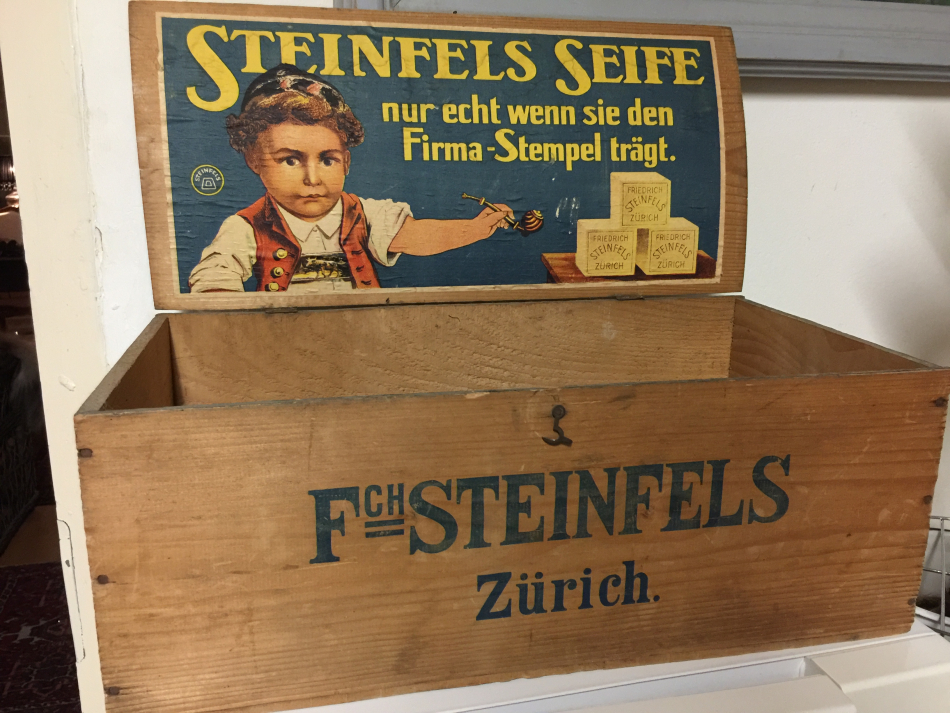 STEINFELS SEIFE
nur echt wenn sie den
Firma-Stempel trägt.
STEINFELS
FRIEDRICH
STEINFELS
ZÜRICH
FRIEDRICH
STEINFELS
ZÜRICH
FRIEDRICH
STEINFELS
ZÜRICH
FCH STEINFELS
Zürich.